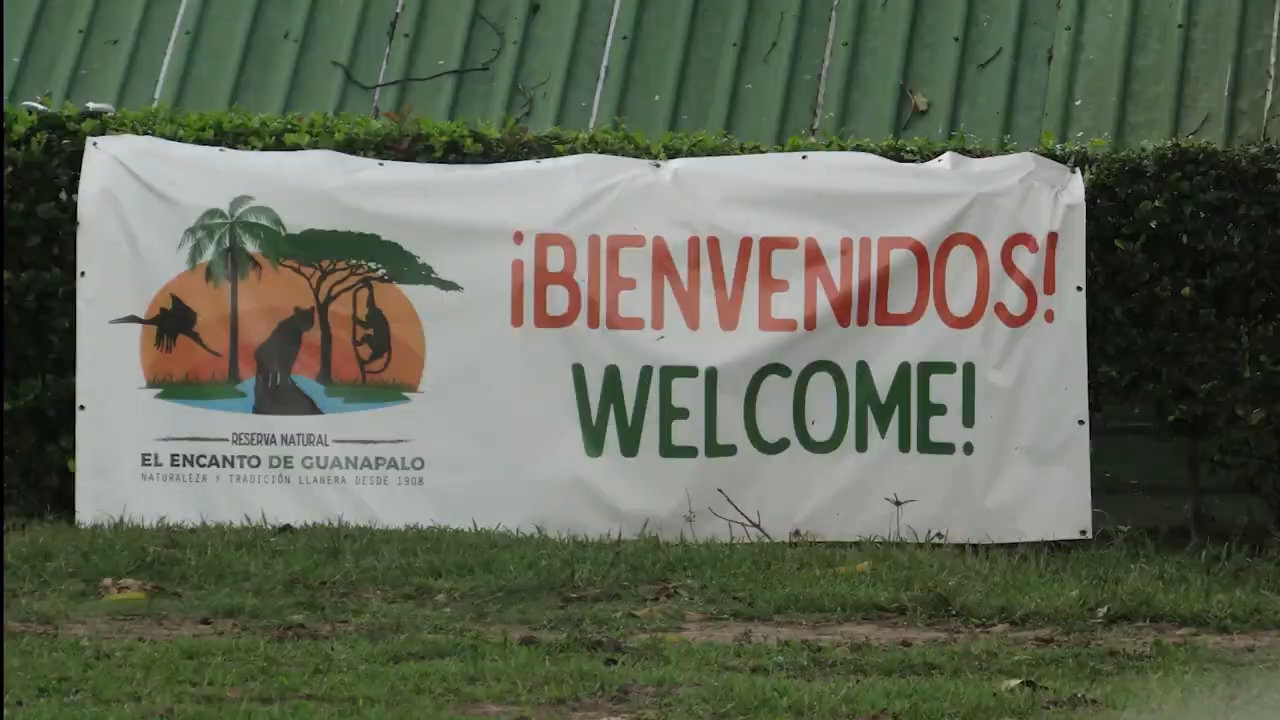 ¡BIENVENIDOS!
WELCOME!
RESERVA NATURAL
EL ENCANTO DE GUANAPALO
NATURALEZA Y TRADICIÓN LLANERA DESDE 1908